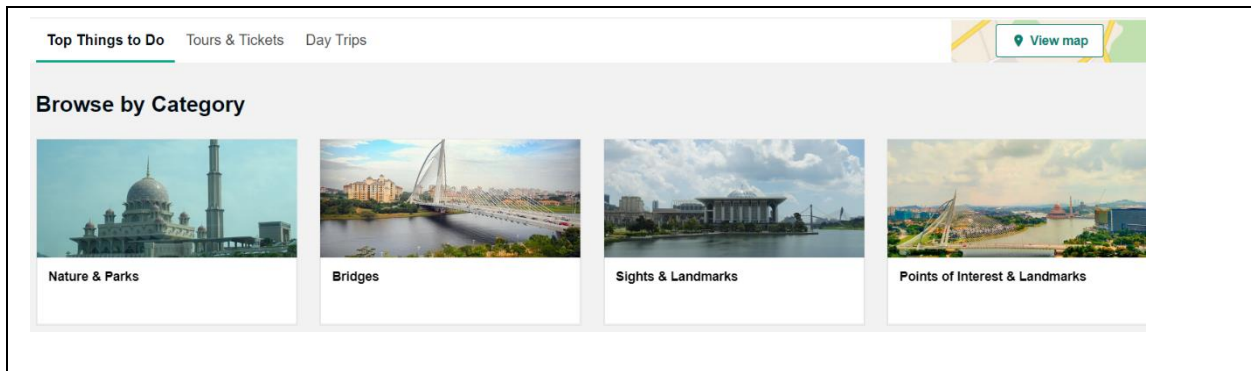 Top Things to Do Tours & Tickets Day Trips View map
Browse by Category
Nature & Parks Bridges Sights & Landmarks Points of Interest & Landmarks